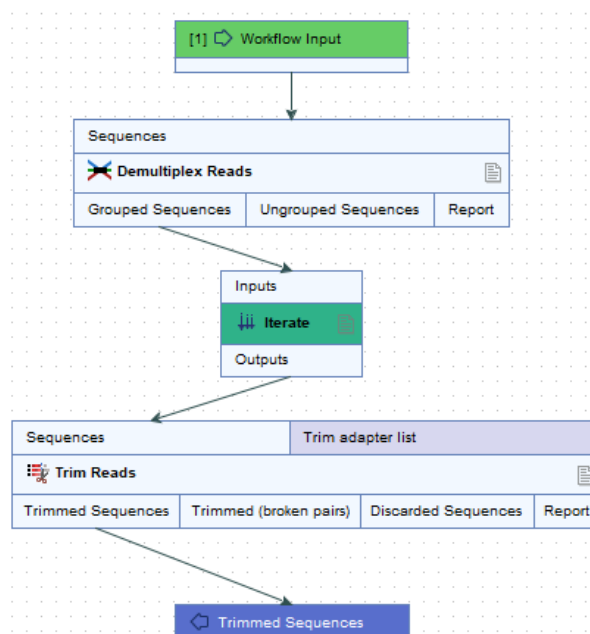 [1] Workflow Input
Sequences
Demultiplex Reads
Grouped Sequences Ungrouped Sequences Report
Inputs
Iterate
Outputs
Sequences Trim adapter list
Trim Reads
Trimmed Sequences Trimmed (broken pairs) Discarded Sequences Report
Trimmed Sequences